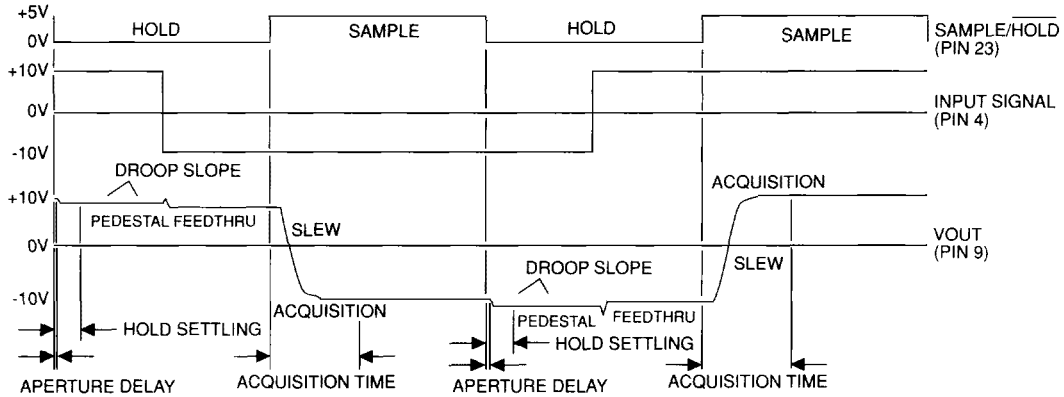 +5V
0V
HOLD
SAMPLE
HOLD
SAMPLE
SAMPLE/HOLD
(PIN 23)
+10V
0V
-10V
INPUT SIGNAL
(PIN 4)
DROOP SLOPE
ACQUISITION
+10V
PEDESTAL FEEDTHRU
SLEW
0V
VOUT
(PIN 9)
SLEW
DROOP SLOPE
-10V
ACQUISITION
PEDESTAL
FEEDTHRU
HOLD SETTLING
HOLD SETTLING
APERTURE DELAY
ACQUISITION TIME
APERTURE DELAY
ACQUISITION TIME